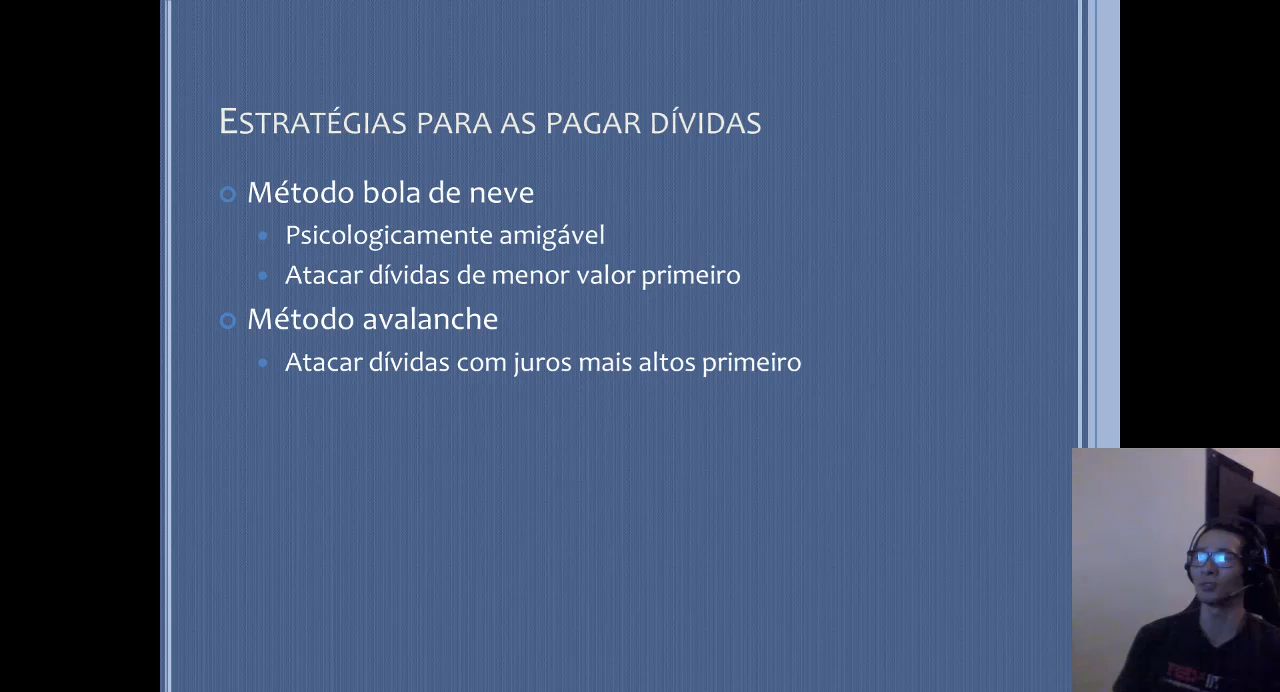 Estratégias para as pagar dívidas
Método bola de neve
Psicologicamente amigável
Atacar dívidas de menor valor primeiro
Método avalanche
Atacar dívidas com juros mais altos primeiro